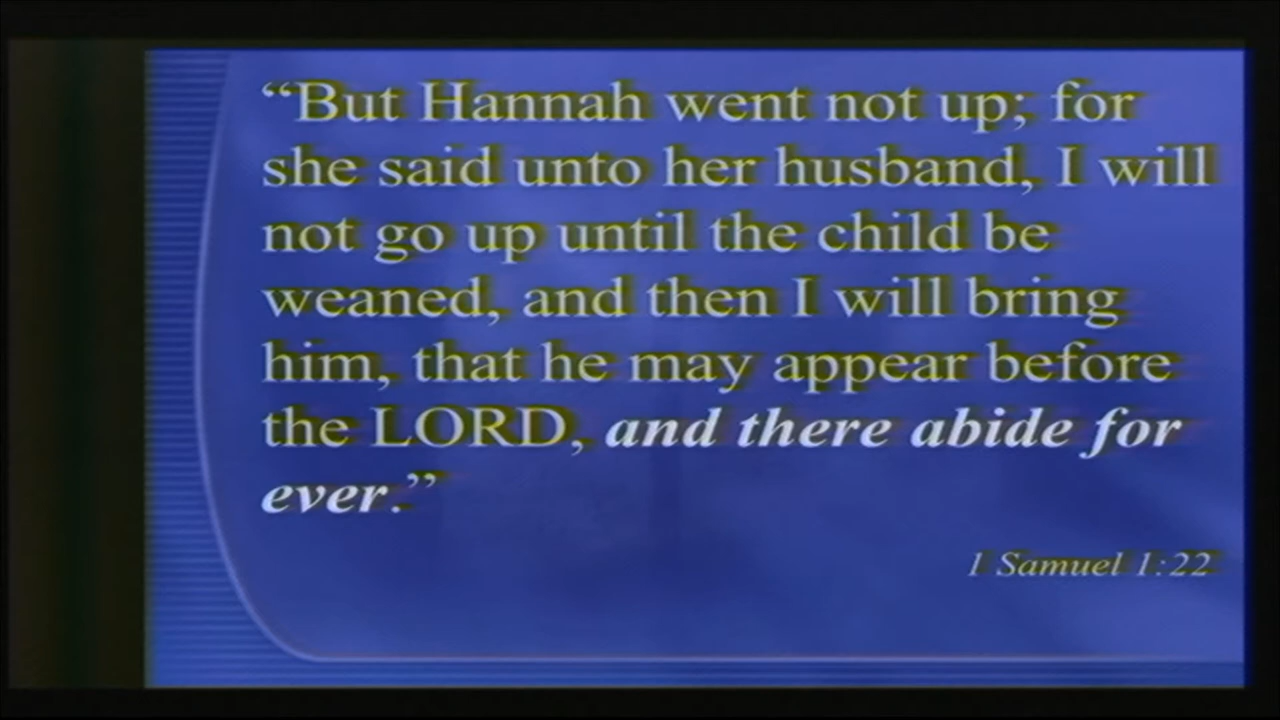 “But Hannah went not up; for
she said unto her husband, I will
not go up until the child be
weaned, and then I will bring
him, that he may appear before
the LORD, and there abide for
ever.”
1 Samuel 1:22